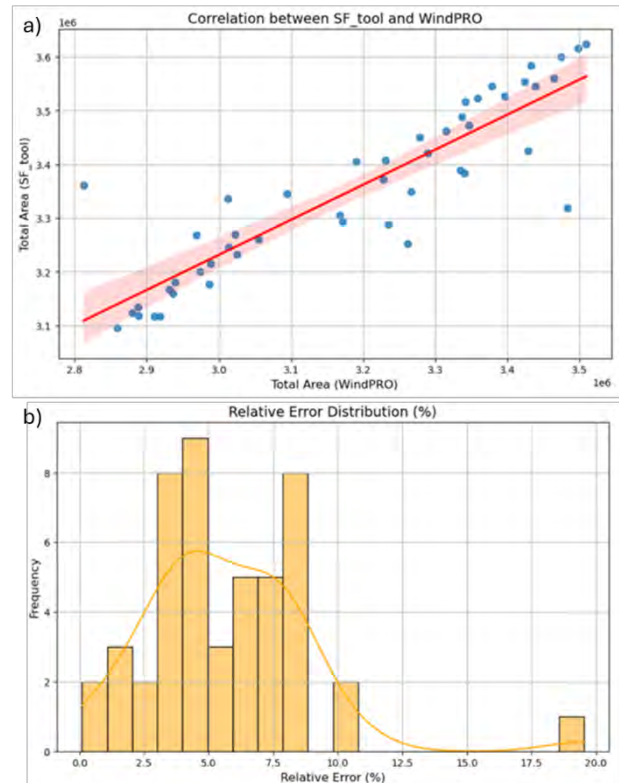 a)
Correlation between SF_tool and WindPRO
1e6
3.6
3.5
3.4
3.3
3.2
3.1
Total Area (SF_tool)
2.8 2.9 3.0 3.1 3.2 3.3 3.4 3.5
Total Area (WindPRO)
1e6
b)
Relative Error Distribution (%)
8
6
4
2
0
Frequency
0.0 2.5 5.0 7.5 10.0 12.5 15.0 17.5 20.0
Relative Error (%)